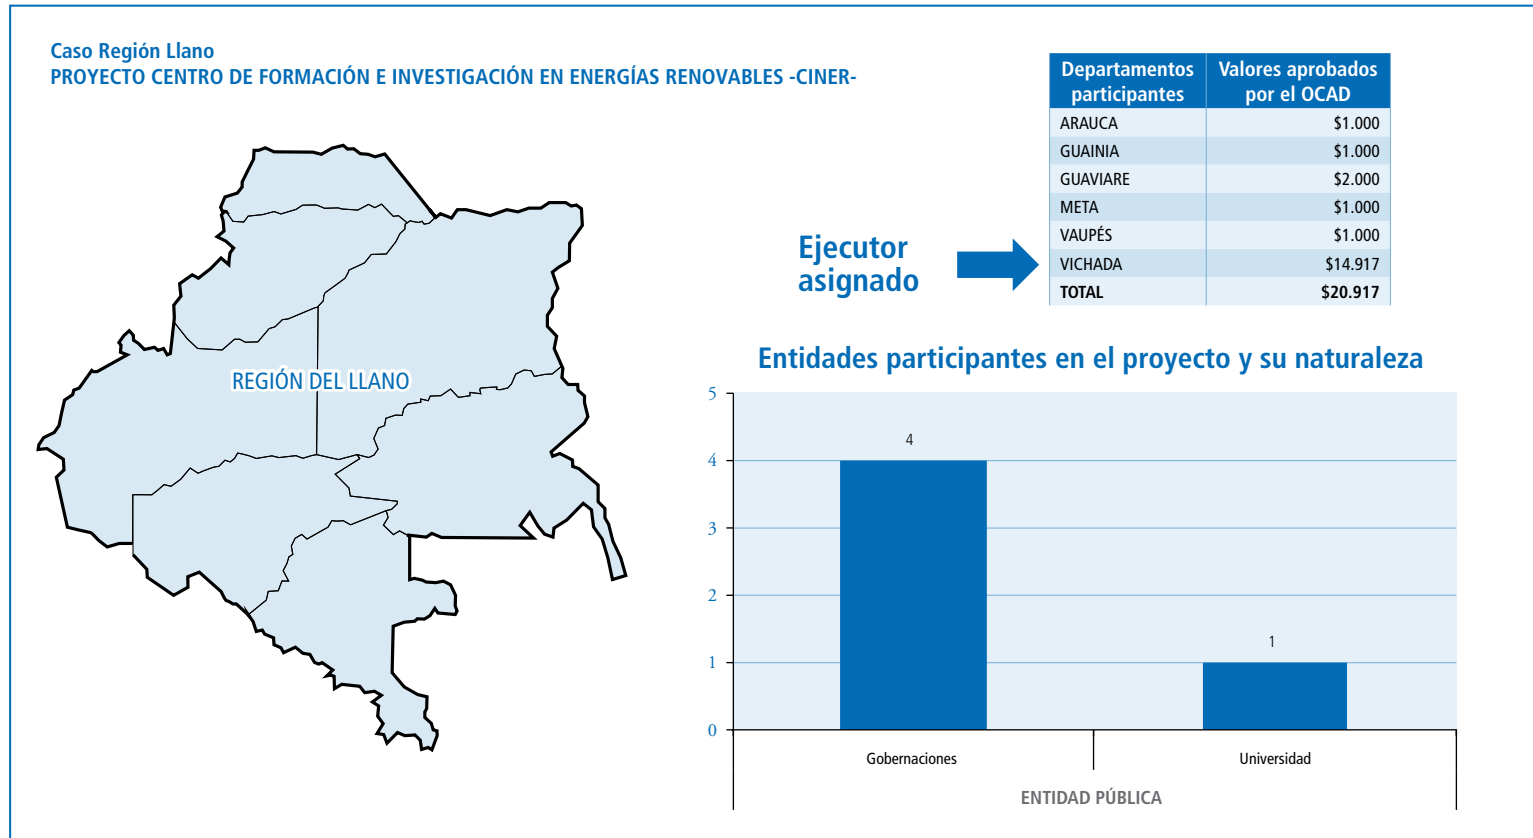 Caso Región Llano
PROYECTO CENTRO DE FORMACIÓN E INVESTIGACIÓN EN ENERGÍAS RENOVABLES -CINER-
Departamentos participantes Valores aprobados por el OCAD
ARAUCA $1.000
GUAINIA $1.000
GUAVIARE $2.000
META $1.000
VAUPÉS $1.000
VICHADA $14.917
TOTAL $20.917
Ejecutor
asignado
REGIÓN DEL LLANO
Entidades participantes en el proyecto y su naturaleza
5
4
3
2
1
0
4
1
Gobernaciones Universidad
ENTIDAD PÚBLICA